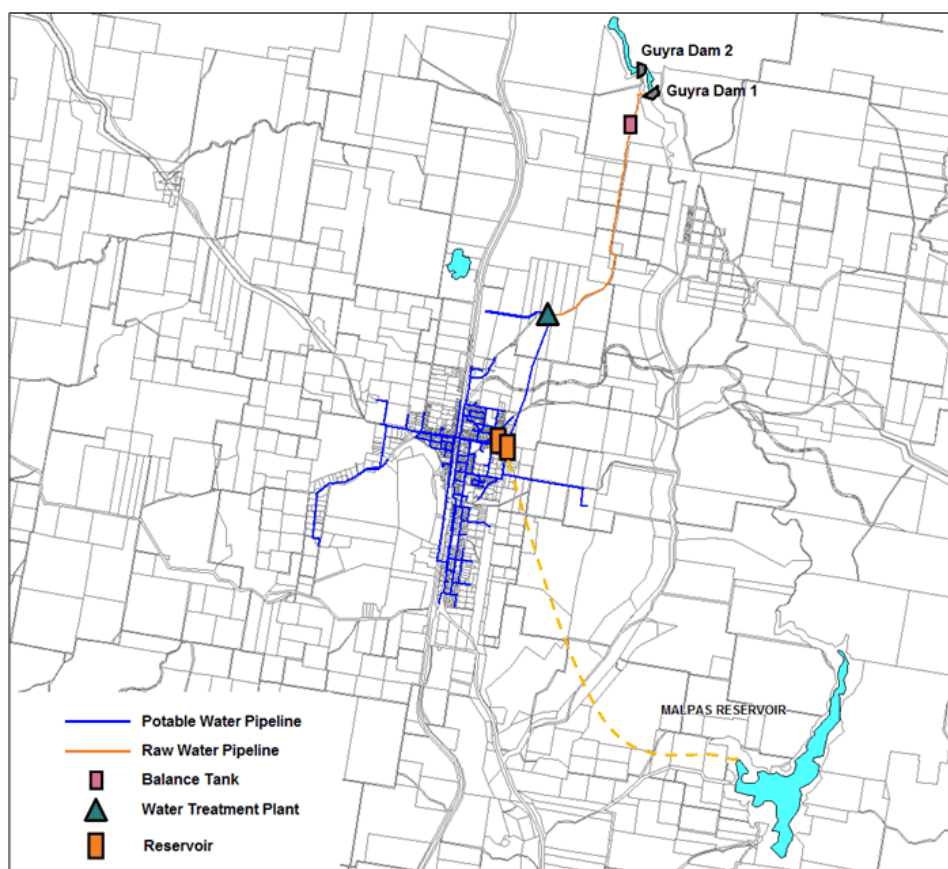 Guyra Dam 2
Guyra Dam 1
MALPAS RESERVOIR
Potable Water Pipeline
Raw Water Pipeline
Balance Tank
Water Treatment Plant
Reservoir